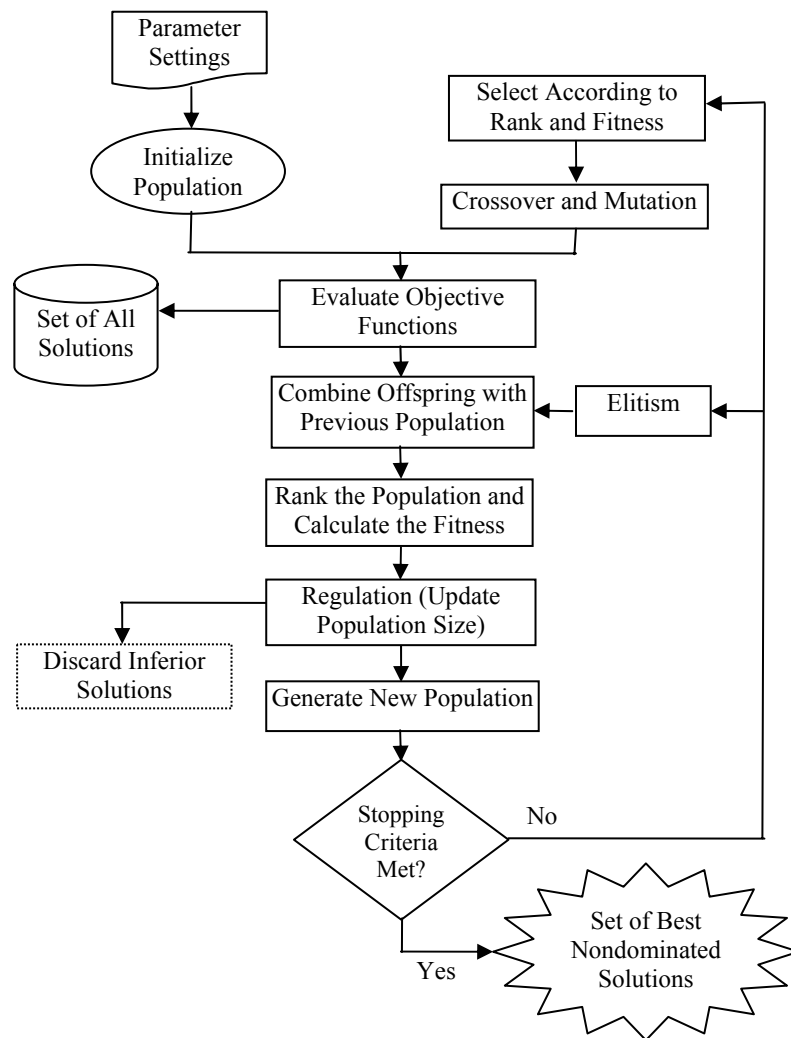 Parameter
Settings
Select According to
Rank and Fitness
Initialize
Population
Crossover and Mutation
Set of All
Solutions
Evaluate Objective
Functions
Combine Offspring with
Previous Population
Elitism
Rank the Population and
Calculate the Fitness
Regulation (Update
Population Size)
Discard Inferior
Solutions
Generate New Population
Stopping
Criteria
Met?
No
Yes
Set of Best
Nondominated
Solutions